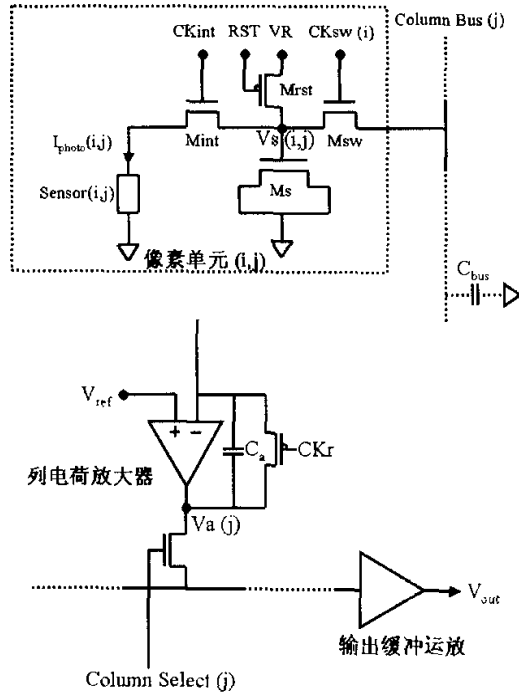 Column Bus (j)
CKint RST VR CKsw (i)
Mrst
Mint Vs (i,j) Msw
Iphoto(i,j)
Sensor(i,j)
Ms
像素单元 (i,j)
Cbus
Vref
+ −
Ca
CKr
列电荷放大器
Va (j)
Vout
输出缓冲运放
Column Select (j)